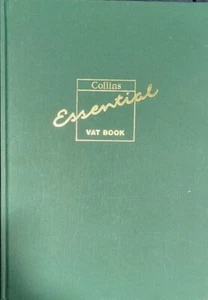 Collins
Essential
VAT BOOK